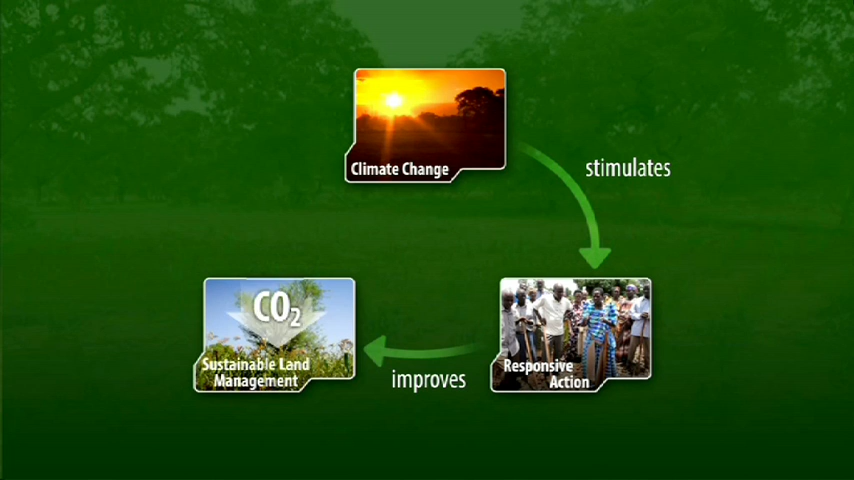 Climate Change
stimulates
CO2
Sustainable Land
Management
improves
Responsive
Action